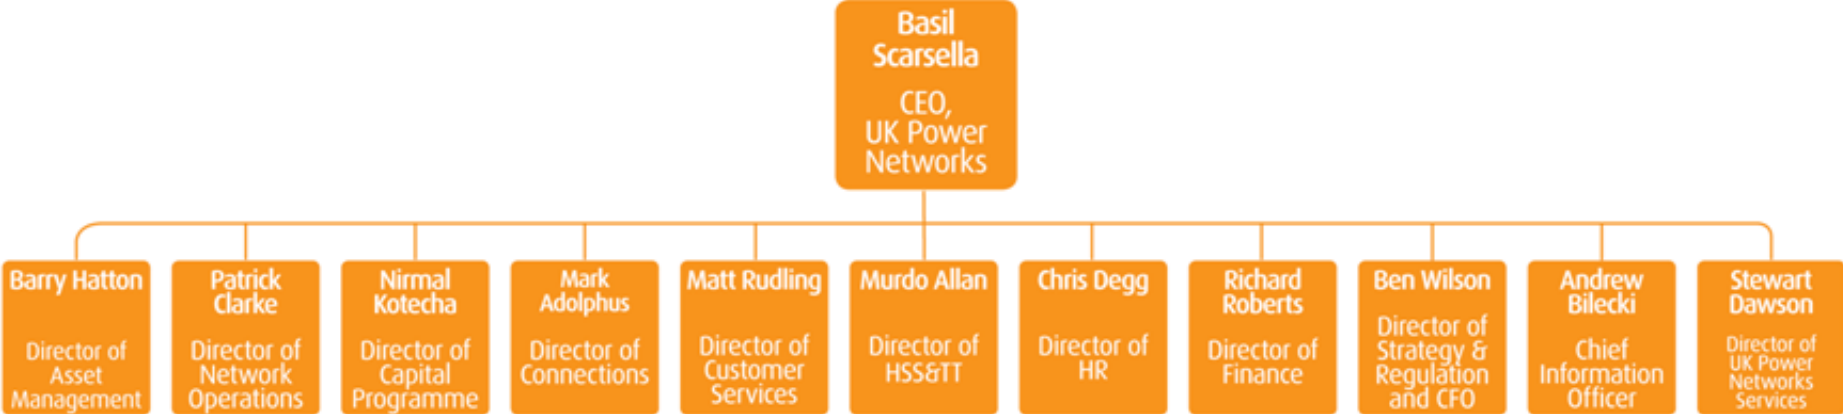 Basil
Scarsella
CEO,
UK Power
Networks
Barry Hatton
Director of
Asset
Management
Patrick
Clarke
Director of
Network
Operations
Nirmal
Kotecha
Director of
Capital
Programme
Mark
Adolphus
Director of
Connections
Matt Rudling
Director of
Customer
Services
Murdo Allan
Director of
HSS&TT
Chris Degg
Director of
HR
Richard
Roberts
Director of
Finance
Ben Wilson
Director of
Strategy &
Regulation
and CFO
Andrew
Bilecki
Chief
Information
Officer
Stewart
Dawson
Director of
UK Power
Networks
Services